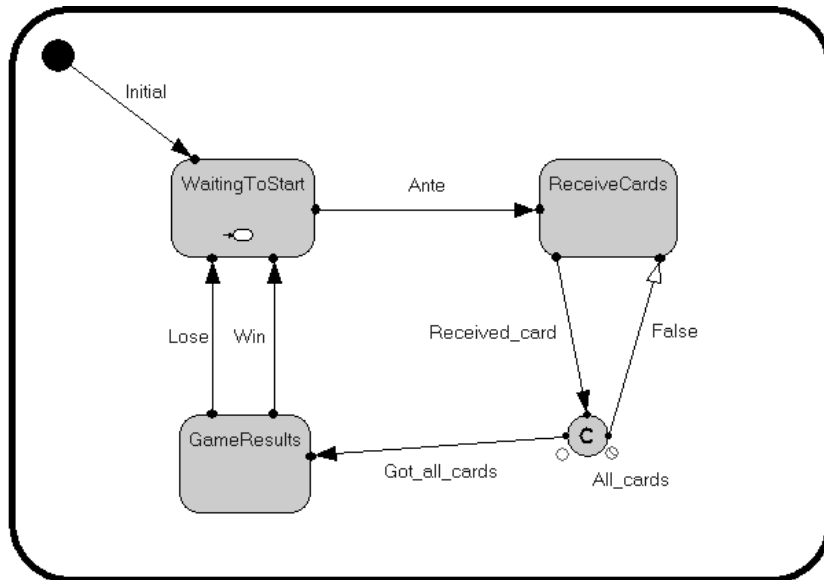 Initial
WaitingToStart
Ante
ReceiveCards
Lose
Win
Received_card
False
GameResults
C
Got_all_cards
All_cards